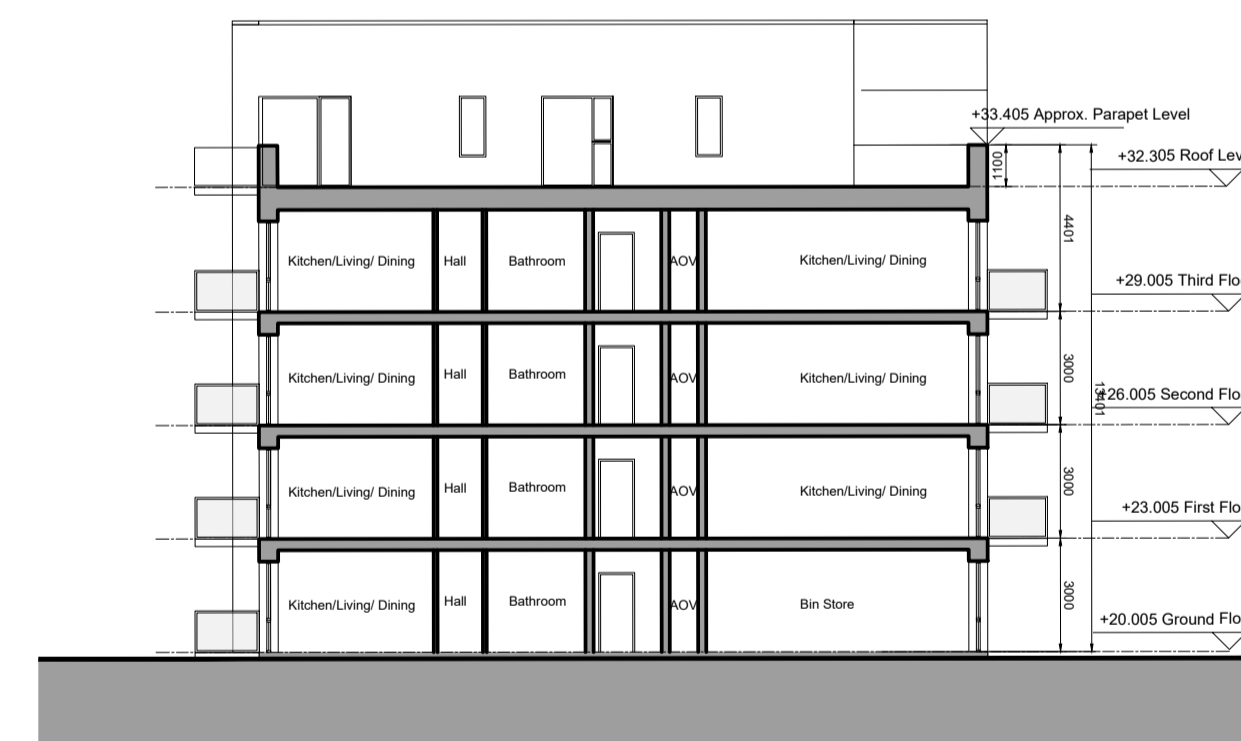 +33.405 Approx. Parapet Level
1100
+32.305 Roof Lev
4401
Kitchen/Living/ Dining Hall Bathroom AOV Kitchen/Living/ Dining
+29.005 Third Flo
3000
Kitchen/Living/ Dining Hall Bathroom AOV Kitchen/Living/ Dining
13401
+26.005 Second Flo
3000
Kitchen/Living/ Dining Hall Bathroom AOV Kitchen/Living/ Dining
+23.005 First Flo
3000
Kitchen/Living/ Dining Hall Bathroom AOV Bin Store
+20.005 Ground Flo